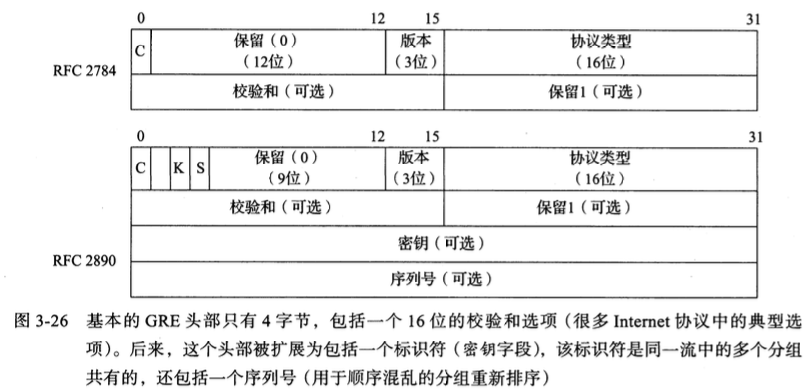 0 12 15 31
C 保留（0） 版本 协议类型
（12位） （3位） （16位）
RFC 2784
校验和（可选） 保留1（可选）
0 12 15 31
C K S 保留（0） 版本 协议类型
（9位） （3位） （16位）
校验和（可选） 保留1（可选）
密钥（可选）
RFC 2890
序列号（可选）
图 3-26 基本的 GRE 头部只有 4 字节，包括一个 16 位的校验和选项（很多 Internet 协议中的典型选
项）。后来，这个头部被扩展为包括一个标识符（密钥字段），该标识符是同一流中的多个分组
共有的，还包括一个序列号（用于顺序混乱的分组重新排序）